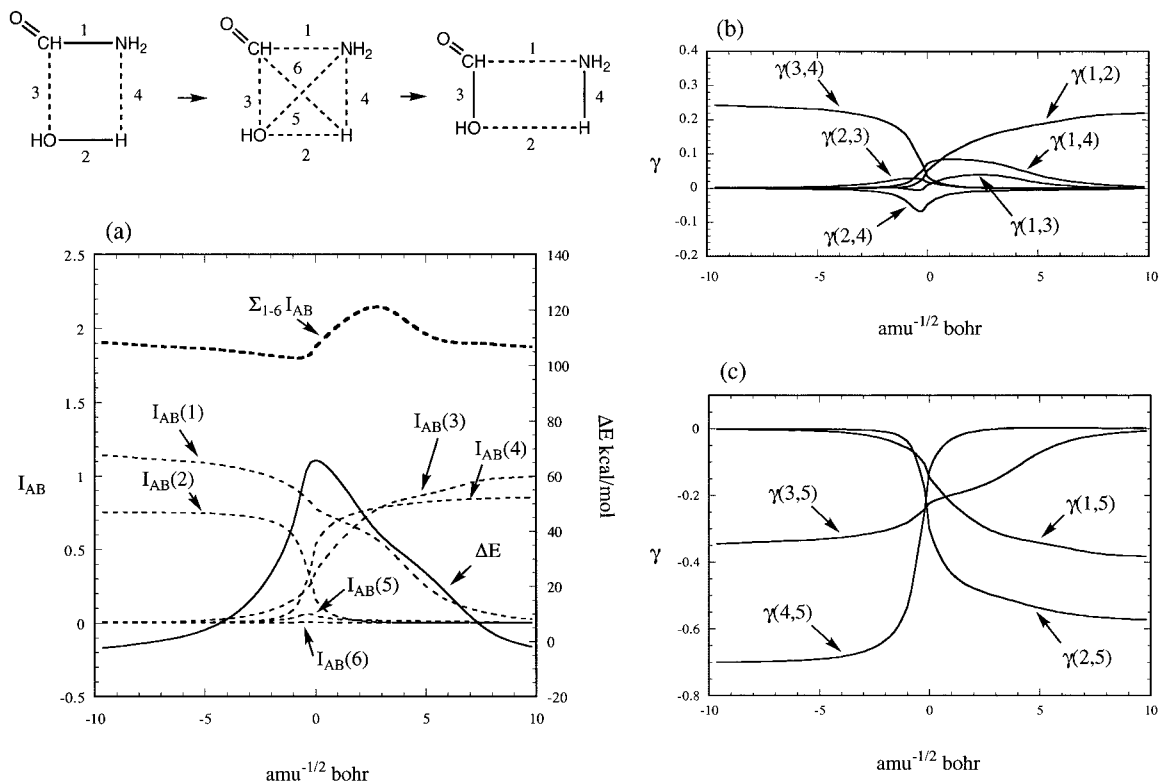 O
CH
NH2
1
3
4
HO
H
2
O
CH
NH2
1
6
3
4
5
HO
H
2
O
CH
NH2
1
3
4
HO
H
2
(a)
2.5
2
1.5
1
0.5
0
-0.5
IAB
140
120
100
80
60
40
20
0
-20
ΔE kcal/mol
Σ1-6 IAB
IAB(1)
IAB(2)
IAB(3)
IAB(4)
ΔE
IAB(5)
IAB(6)
-10 -5 0 5 10
amu-1/2 bohr
(b)
0.4
0.2
0
-0.1
0.2
γ
γ(3,4)
γ(1,2)
γ(2,3)
γ(1,4)
γ(2,4)
γ(1,3)
-10 -5 0 5 10
amu-1/2 bohr
(c)
0
-0.2
-0.4
-0.6
-0.8
γ
γ(3,5)
γ(1,5)
γ(4,5)
γ(2,5)
-10 -5 0 5 10
amu-1/2 bohr